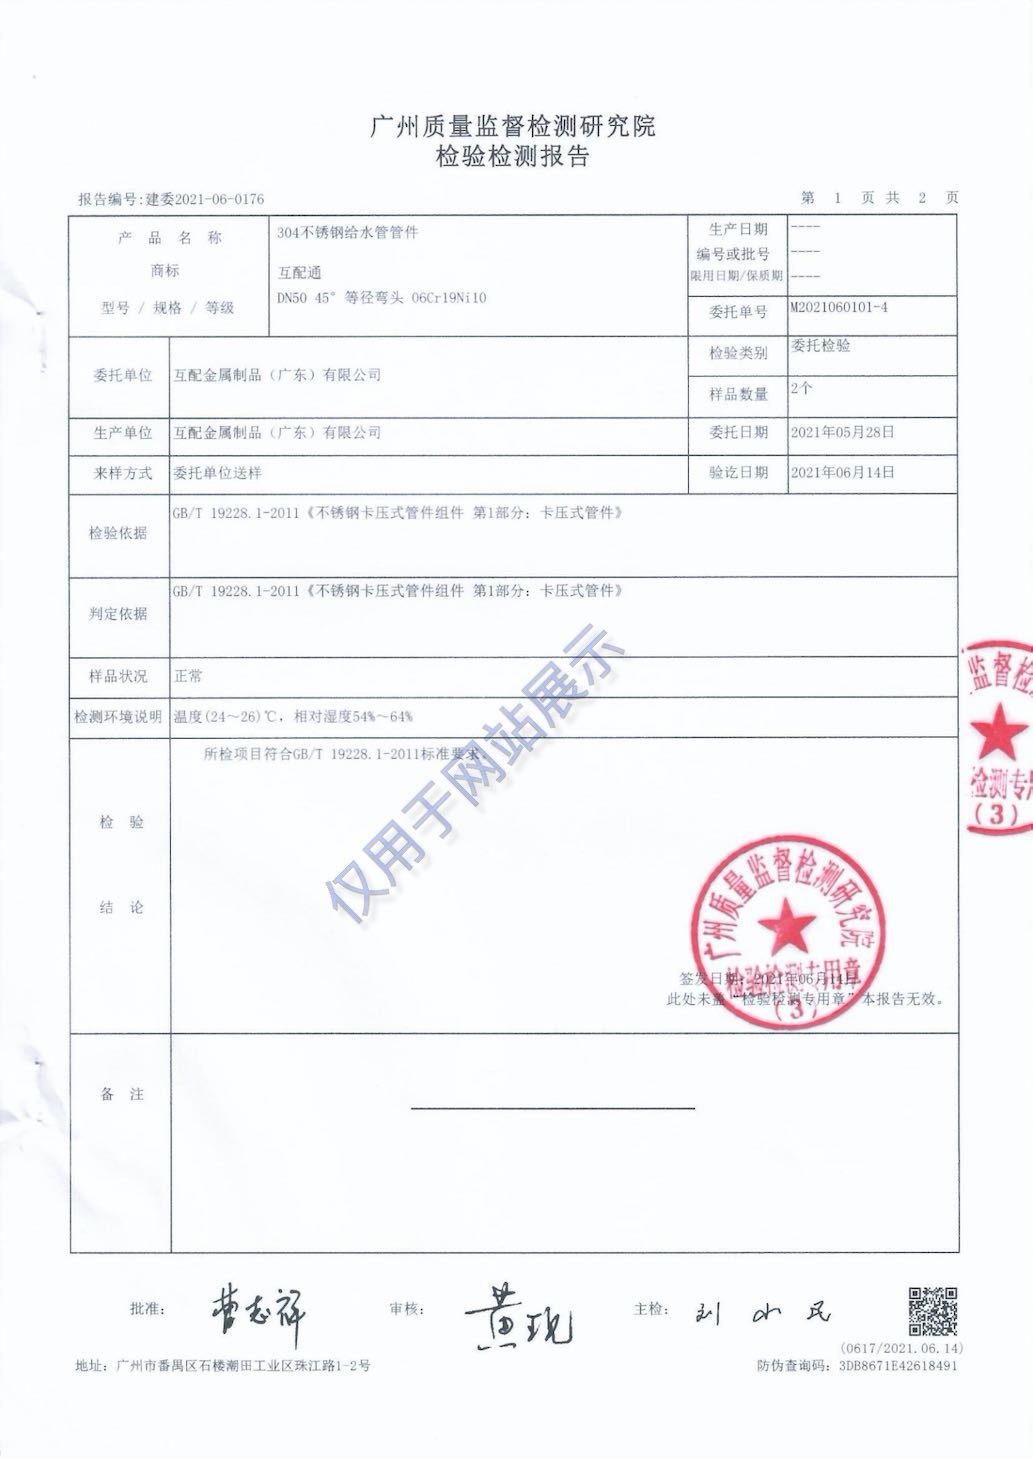 广州质量监督检测研究院
检验检测报告
报告编号:建委2021-06-0176
第 1 页 共 2 页
产 品 名 称
304不锈钢给水管管件
生产日期
----
商标
互配通
编号或批号
----
型号 / 规格 / 等级
DN50 45° 等径弯头 06Cr19Ni10
限用日期/保质期
----
委托单号
M2021060101-4
委托单位
互配金属制品（广东）有限公司
检验类别
委托检验
样品数量
2个
生产单位
互配金属制品（广东）有限公司
委托日期
2021年05月28日
来样方式
委托单位送样
验讫日期
2021年06月14日
检验依据
GB/T 19228.1-2011《不锈钢卡压式管件组件 第1部分：卡压式管件》
判定依据
GB/T 19228.1-2011《不锈钢卡压式管件组件 第1部分：卡压式管件》
样品状况
正常
检测环境说明
温度(24～26)℃，相对湿度54%～64%
检 验
结 论
所检项目符合GB/T 19228.1-2011标准要求。
仅用于网站展示
监督检
检测专用
(3)
广州质量监督检测研究院
检验检测专用章
(3)
签发日期：2021年06月14日
此处未盖“检验检测专用章”本报告无效。
备 注
批准：
曹志祥
审核：
黄砚
主检：
刘小民
(0617/2021.06.14)
地址：广州市番禺区石楼潮田工业区珠江路1-2号
防伪查询码：3DB8671E42618491